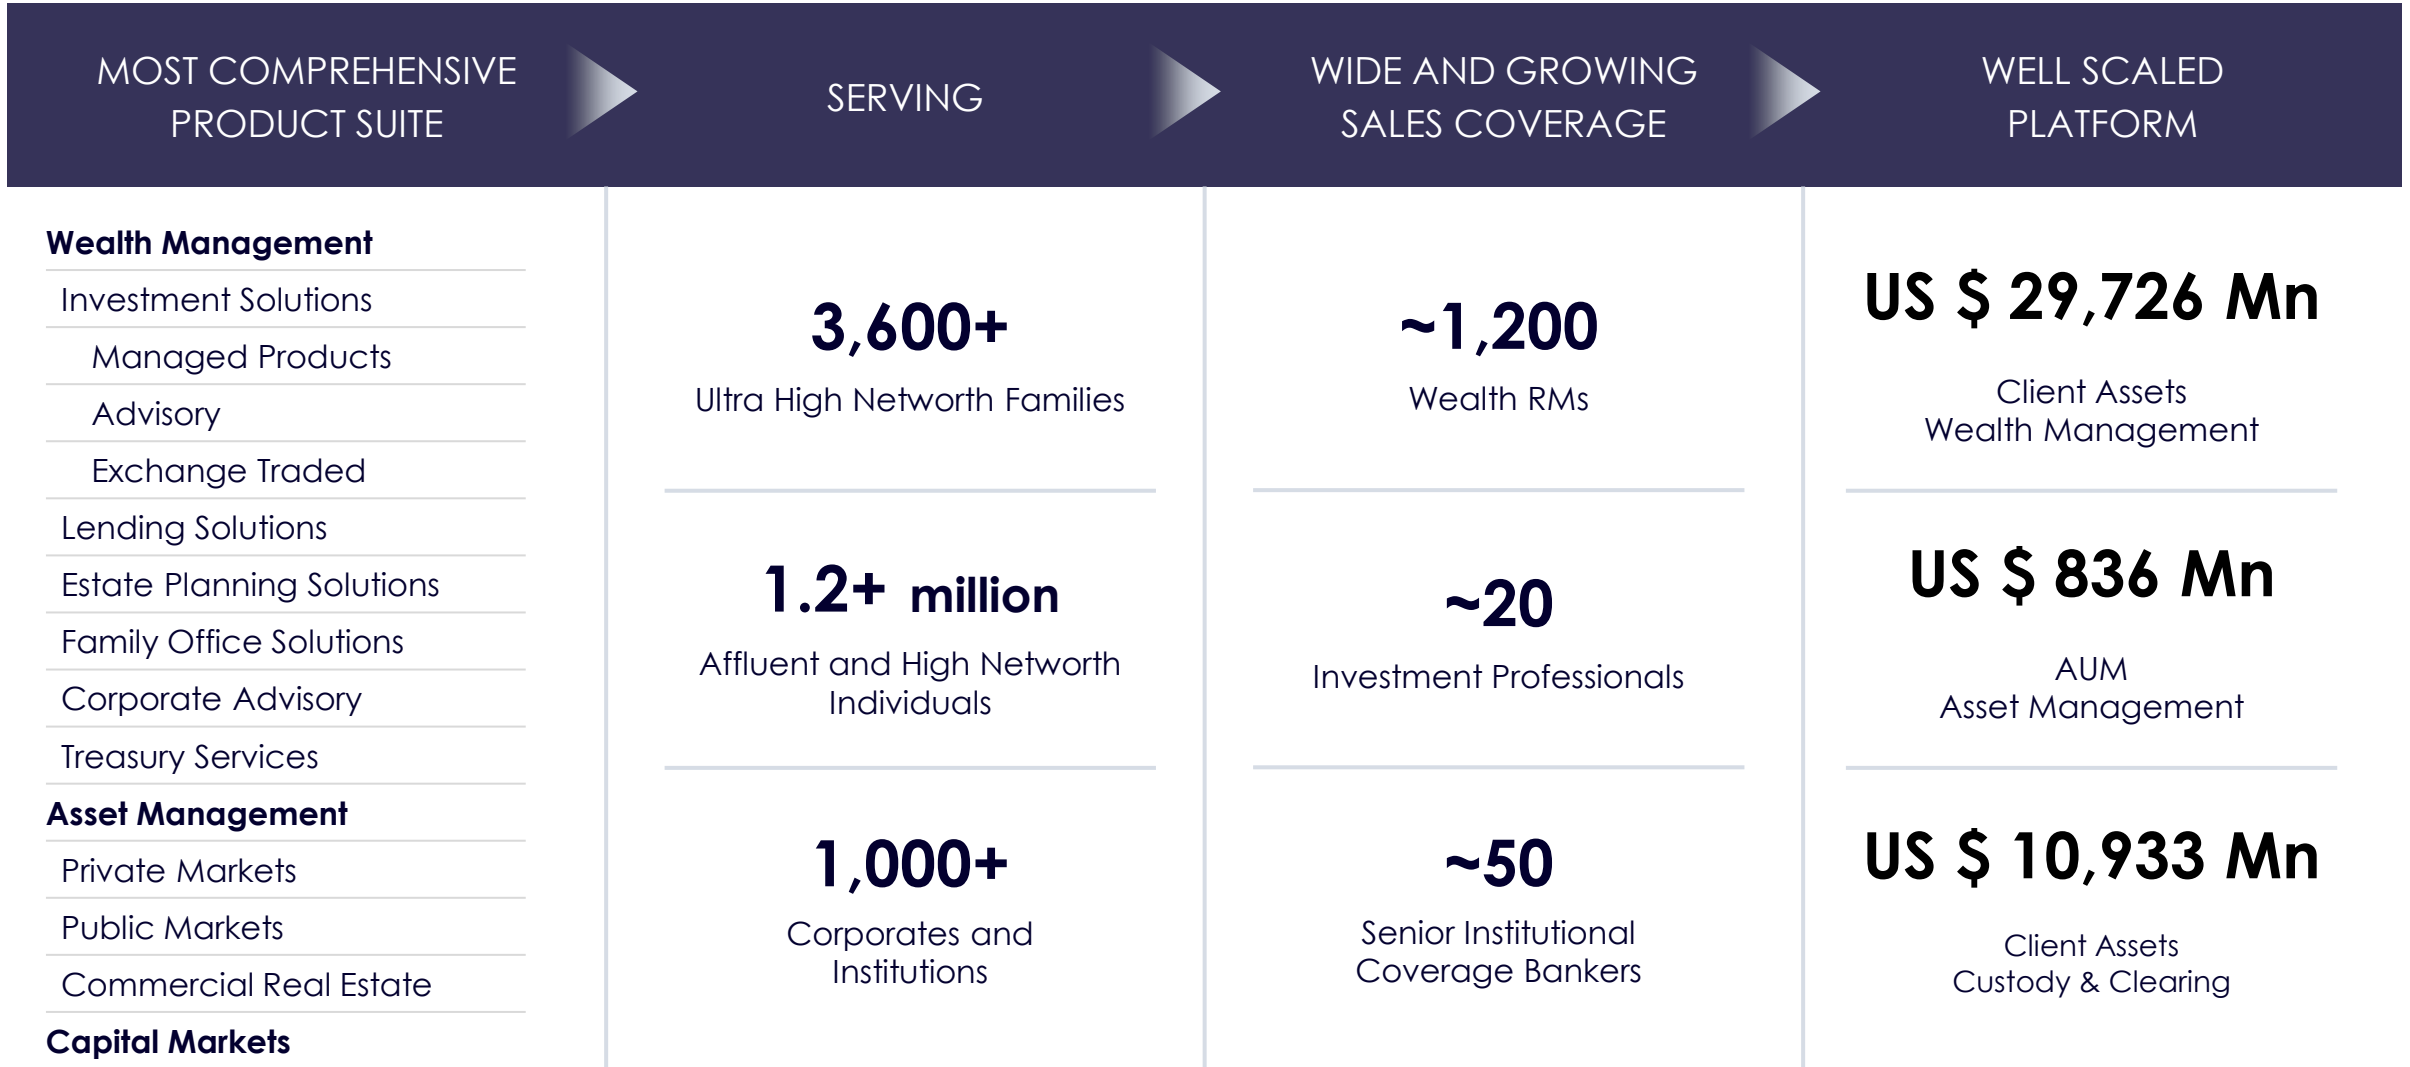 MOST COMPREHENSIVE
PRODUCT SUITE
SERVING
WIDE AND GROWING
SALES COVERAGE
WELL SCALED
PLATFORM
Wealth Management
Investment Solutions
Managed Products
Advisory
Exchange Traded
Lending Solutions
Estate Planning Solutions
Family Office Solutions
Corporate Advisory
Treasury Services
Asset Management
Private Markets
Public Markets
Commercial Real Estate
Capital Markets
3,600+
Ultra High Networth Families
1.2+ million
Affluent and High Networth
Individuals
1,000+
Corporates and
Institutions
~1,200
Wealth RMs
~20
Investment Professionals
~50
Senior Institutional
Coverage Bankers
US $ 29,726 Mn
Client Assets
Wealth Management
US $ 836 Mn
AUM
Asset Management
US $ 10,933 Mn
Client Assets
Custody & Clearing